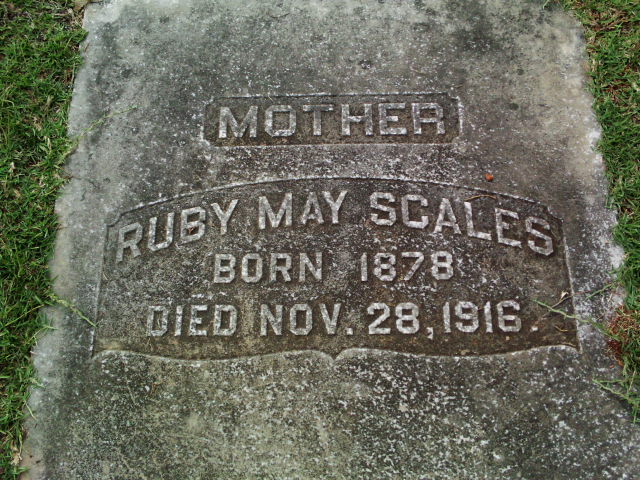 MOTHER
RUBY MAY SCALES
BORN 1878
DIED NOV. 28, 1916.